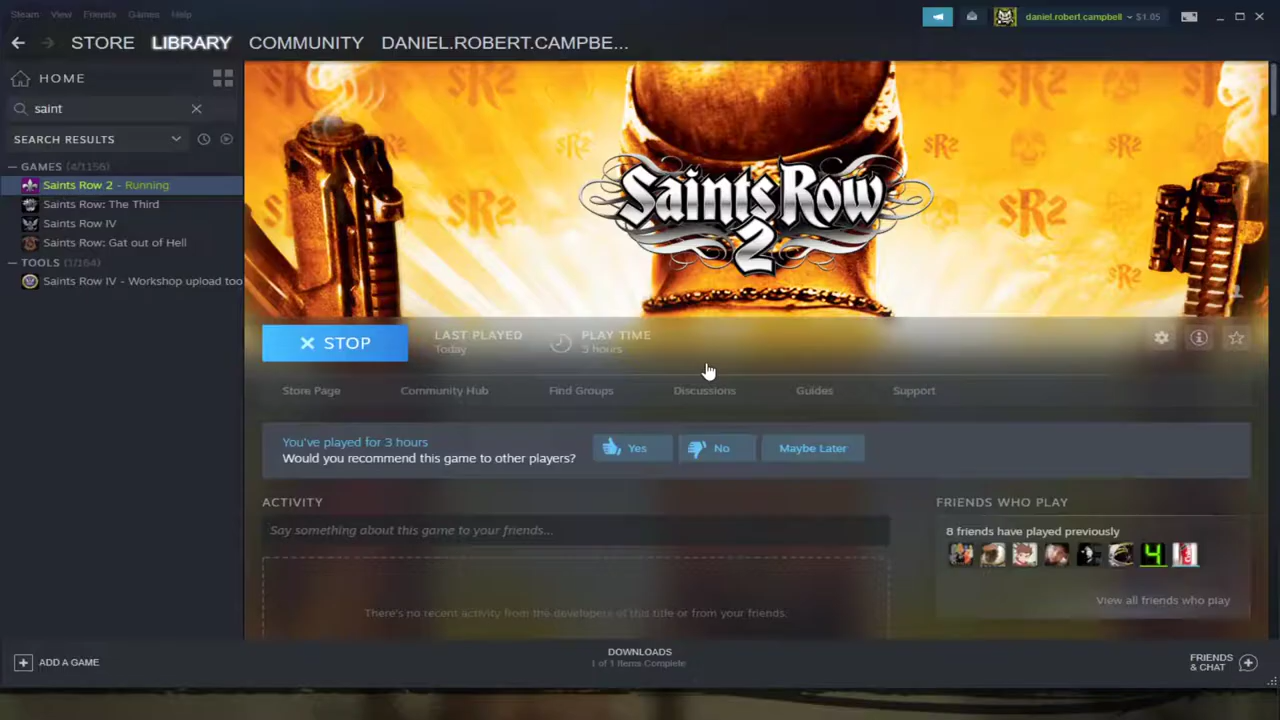 Steam View Friends Games Help
daniel.robert.campbell $1.05
STORE LIBRARY COMMUNITY DANIEL.ROBERT.CAMPBE...
HOME
saint
SEARCH RESULTS
GAMES (4/1156)
Saints Row 2 - Running
Saints Row: The Third
Saints Row IV
Saints Row: Gat out of Hell
TOOLS (1/164)
Saints Row IV - Workshop upload too
SR2
Saints Row
2
STOP
LAST PLAYED
Today
PLAY TIME
3 hours
Store Page Community Hub Find Groups Discussions Guides Support
You've played for 3 hours
Would you recommend this game to other players?
Yes No Maybe Later
ACTIVITY
Say something about this game to your friends...
There's no recent activity from the developers of this title or from your friends.
FRIENDS WHO PLAY
8 friends have played previously
4
View all friends who play
ADD A GAME
DOWNLOADS
1 of 1 Items Complete
FRIENDS
& CHAT